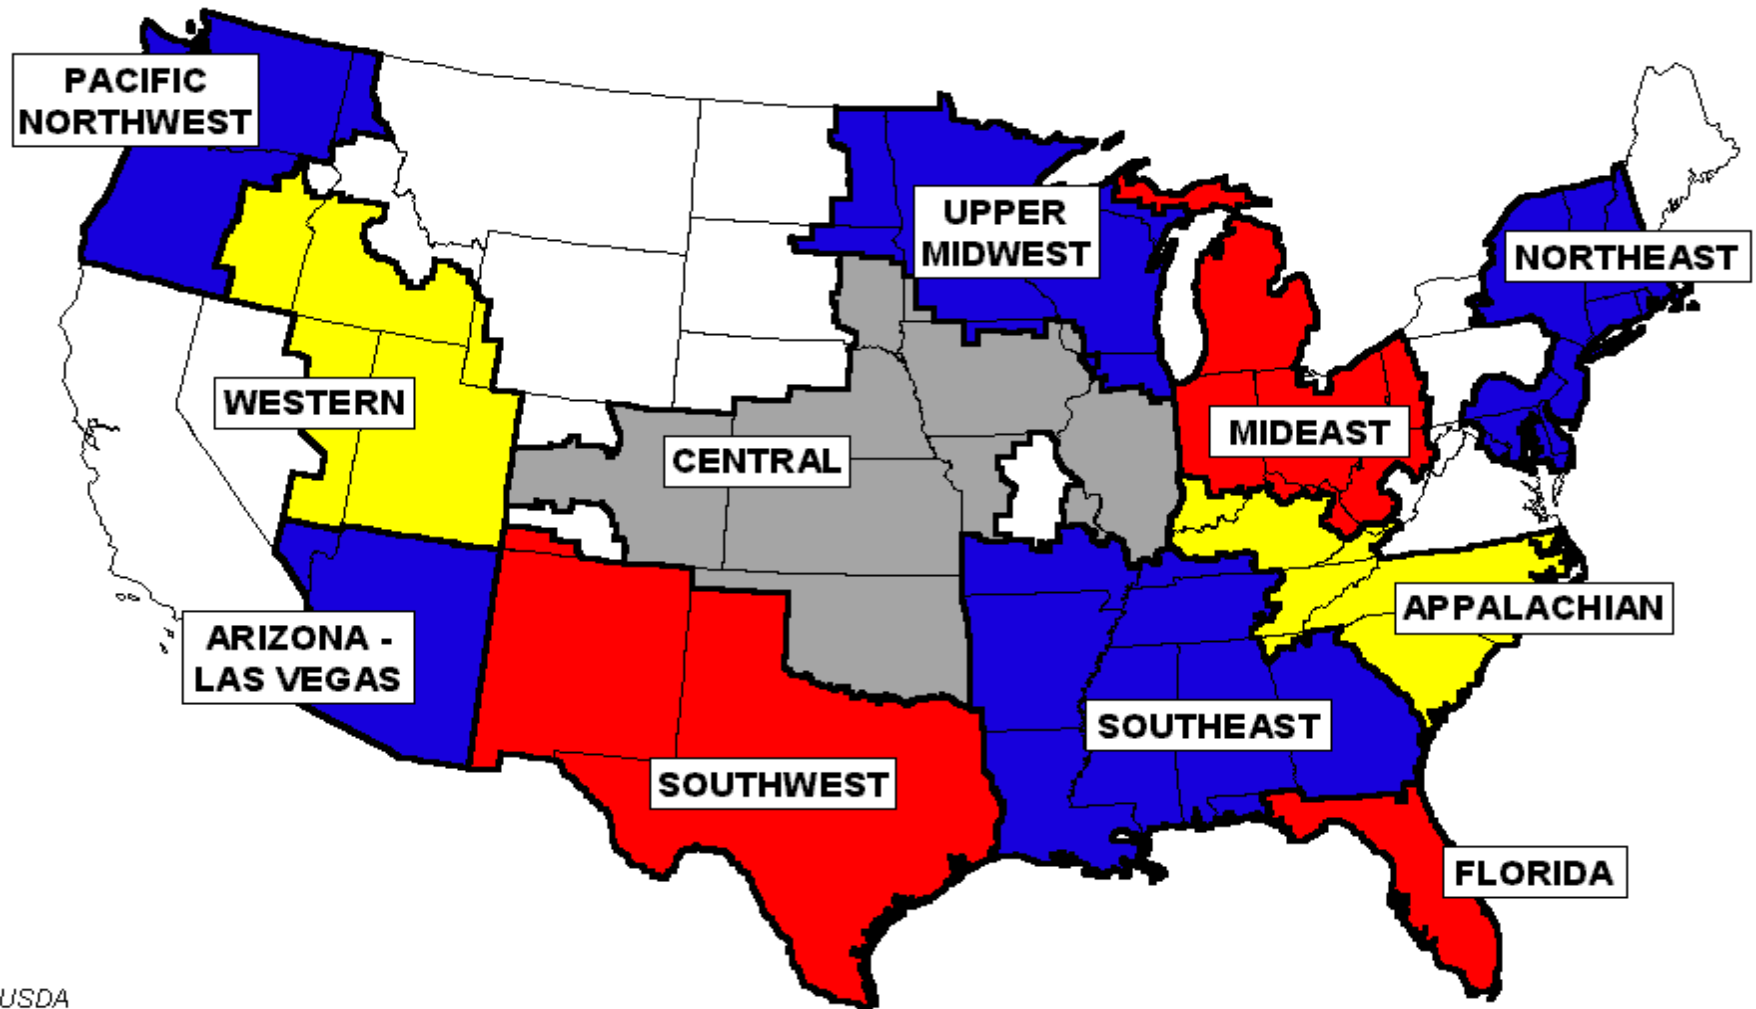 PACIFIC
NORTHWEST
UPPER
MIDWEST
NORTHEAST
WESTERN
CENTRAL
MIDEAST
APPALACHIAN
ARIZONA -
LAS VEGAS
SOUTHEAST
SOUTHWEST
FLORIDA
USDA